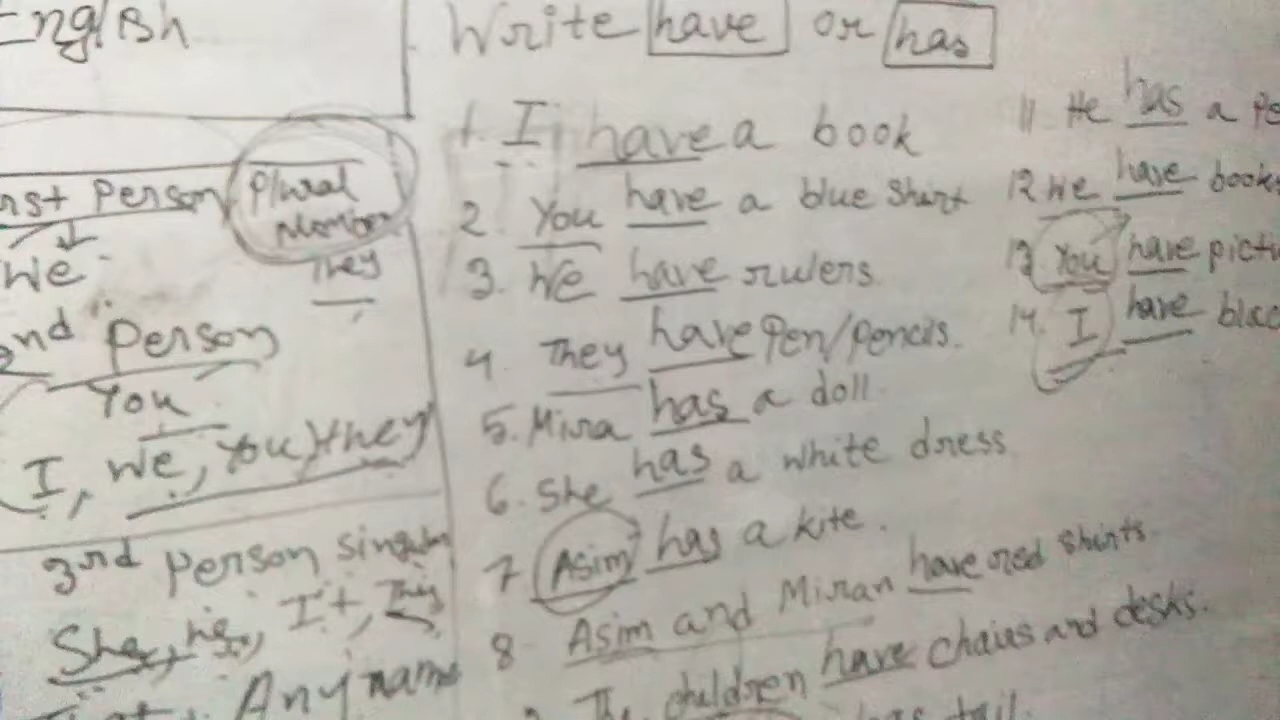 English
First Person Plural
Number
We They
2nd Person
You
I, we, you, they
3rd person singular
She, he, It, They
Any name
Write have or has
1. I have a book
2. You have a blue shirt
3. We have rulers
4. They have Pen/Pencils.
5. Mira has a doll.
6. She has a white dress
7. Asim has a kite.
8. Asim and Miran have red shirts.
9. The children have chairs and desks.
has tail.
11 He has a
12 We have books
13 You have
14. I have